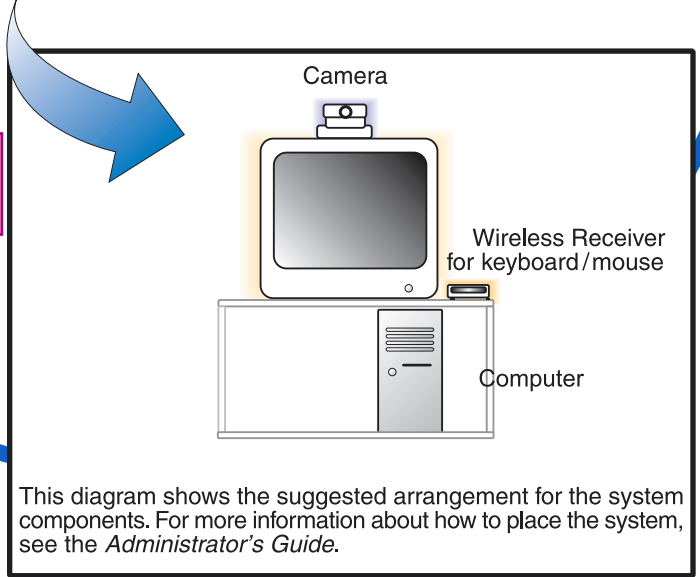 Camera
Wireless Receiver
for keyboard/mouse
Computer
This diagram shows the suggested arrangement for the system
components. For more information about how to place the system,
see the Administrator's Guide.